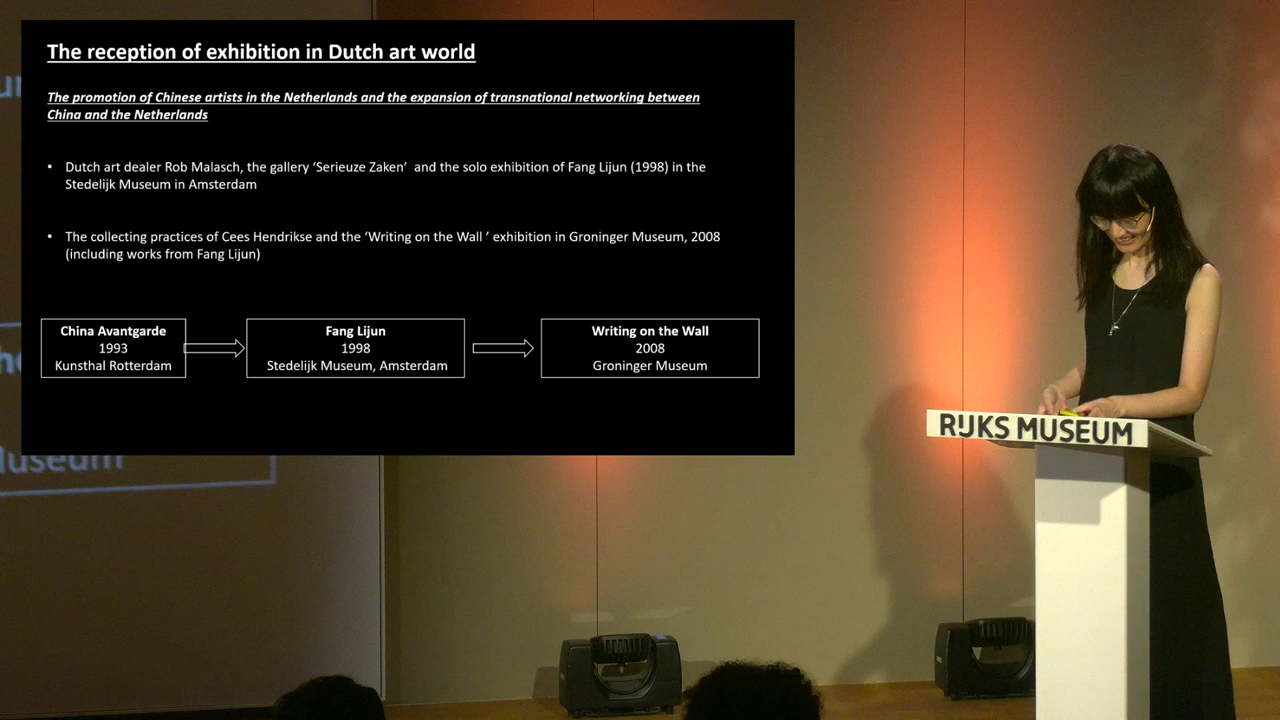 The reception of exhibition in Dutch art world
The promotion of Chinese artists in the Netherlands and the expansion of transnational networking between
China and the Netherlands
• Dutch art dealer Rob Malasch, the gallery ‘Serieuze Zaken’ and the solo exhibition of Fang Lijun (1998) in the
Stedelijk Museum in Amsterdam
• The collecting practices of Cees Hendrikse and the ‘Writing on the Wall ’ exhibition in Groninger Museum, 2008
(including works from Fang Lijun)
China Avantgarde
1993
Kunsthal Rotterdam
Fang Lijun
1998
Stedelijk Museum, Amsterdam
Writing on the Wall
2008
Groninger Museum
RIJKS MUSEUM
Museum